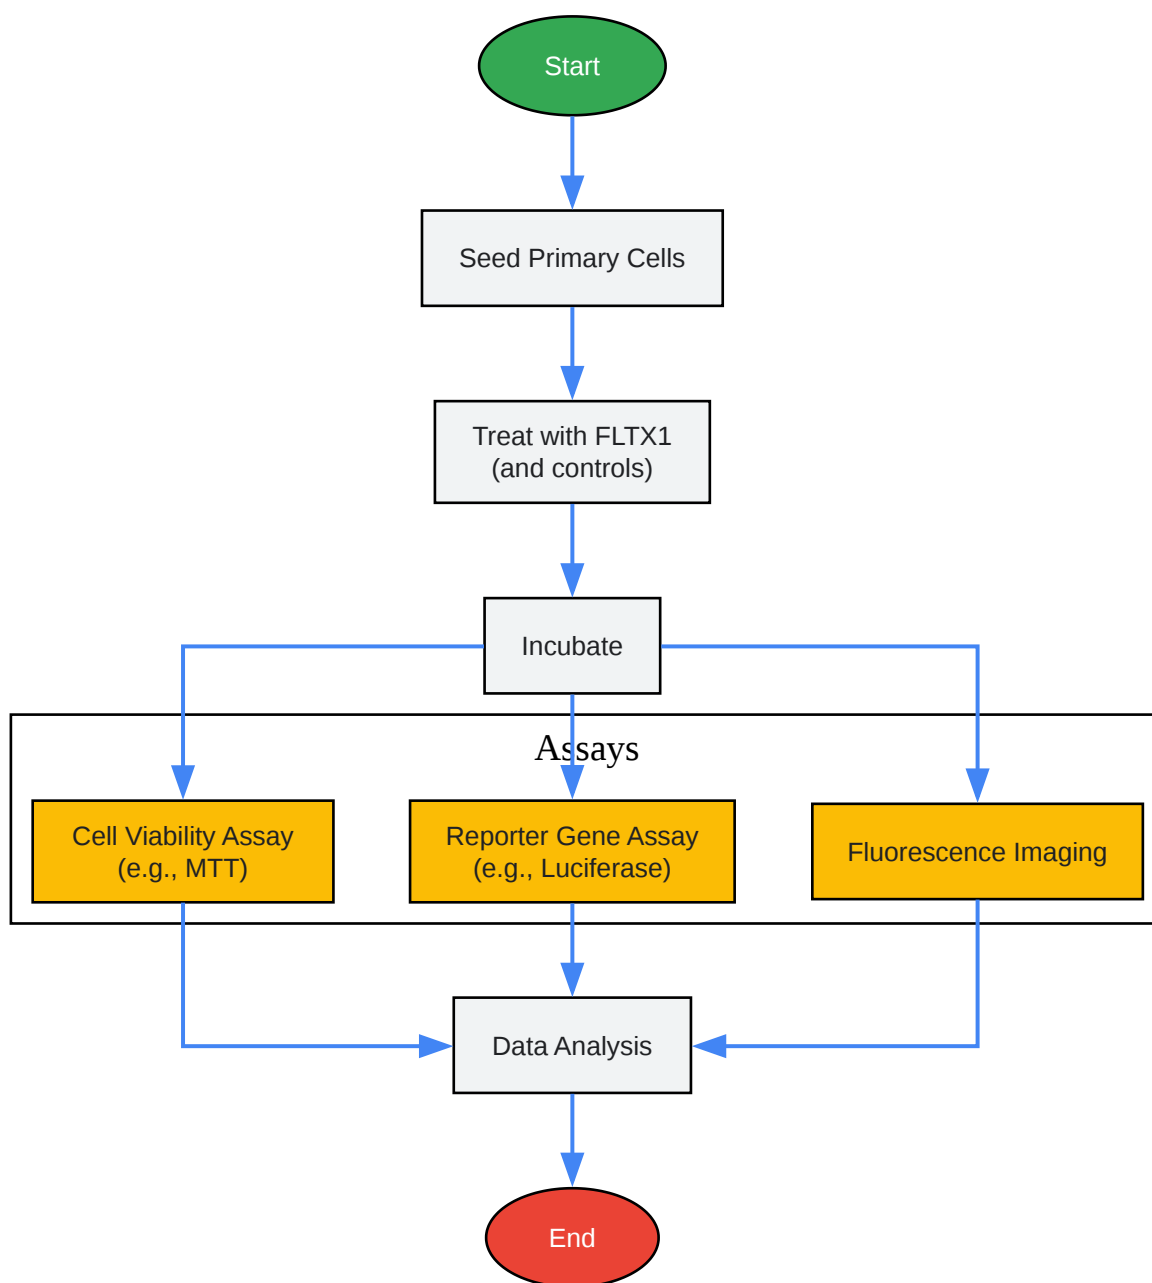 Start
Seed Primary Cells
Treat with FLTX1
(and controls)
Incubate
Assays
Cell Viability Assay
(e.g., MTT)
Reporter Gene Assay
(e.g., Luciferase)
Fluorescence Imaging
Data Analysis
End